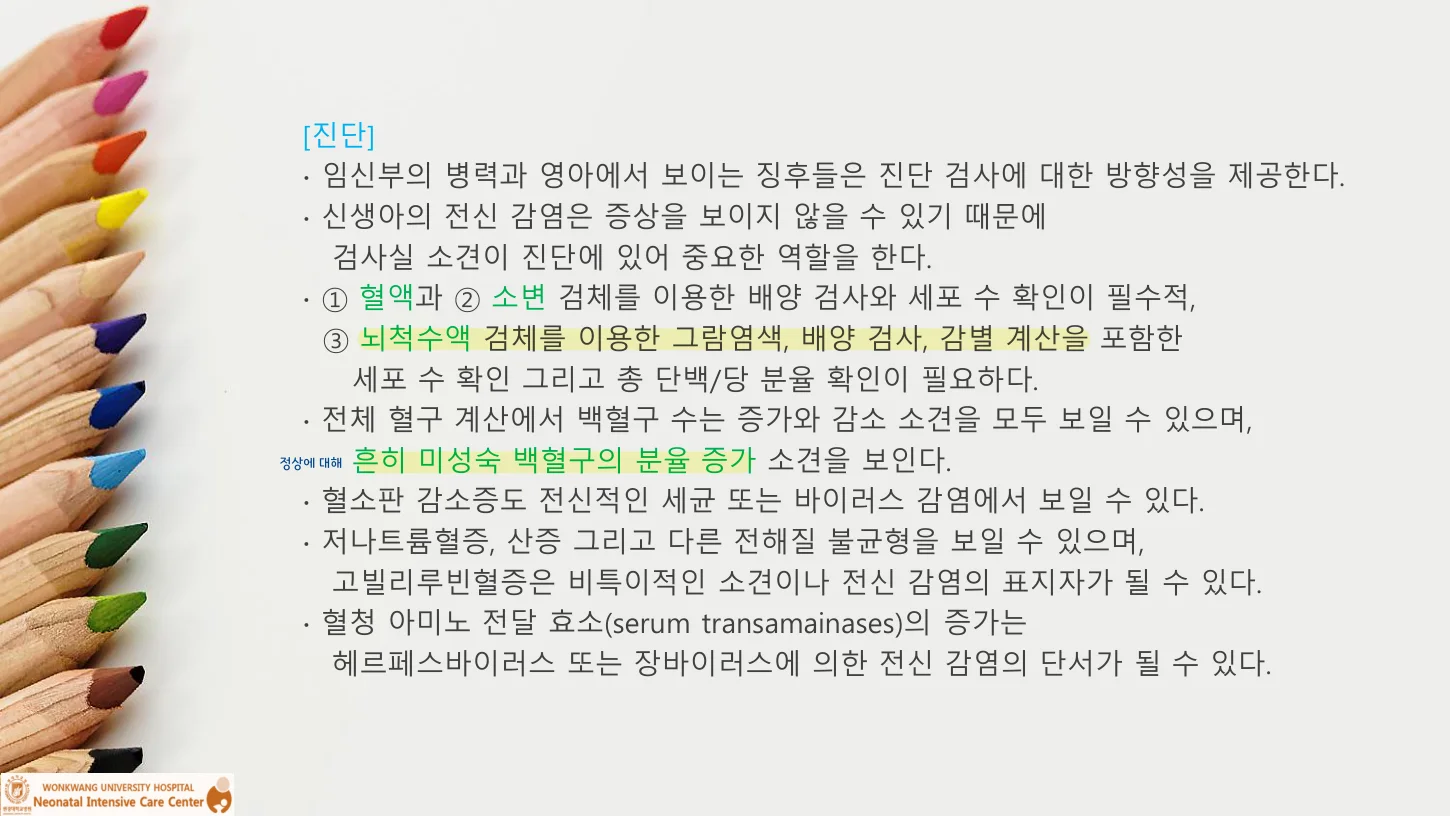 [진단]
· 임신부의 병력과 영아에서 보이는 징후들은 진단 검사에 대한 방향성을 제공한다.
· 신생아의 전신 감염은 증상을 보이지 않을 수 있기 때문에
검사실 소견이 진단에 있어 중요한 역할을 한다.
· ① 혈액과 ② 소변 검체를 이용한 배양 검사와 세포 수 확인이 필수적,
③ 뇌척수액 검체를 이용한 그람염색, 배양 검사, 감별 계산을 포함한
세포 수 확인 그리고 총 단백/당 분율 확인이 필요하다.
· 전체 혈구 계산에서 백혈구 수는 증가와 감소 소견을 모두 보일 수 있으며,
정상에 대해 흔히 미성숙 백혈구의 분율 증가 소견을 보인다.
· 혈소판 감소증도 전신적인 세균 또는 바이러스 감염에서 보일 수 있다.
· 저나트륨혈증, 산증 그리고 다른 전해질 불균형을 보일 수 있으며,
고빌리루빈혈증은 비특이적인 소견이나 전신 감염의 표지자가 될 수 있다.
· 혈청 아미노 전달 효소(serum transamainases)의 증가는
헤르페스바이러스 또는 장바이러스에 의한 전신 감염의 단서가 될 수 있다.
WONKWANG UNIVERSITY HOSPITAL
Neonatal Intensive Care Center